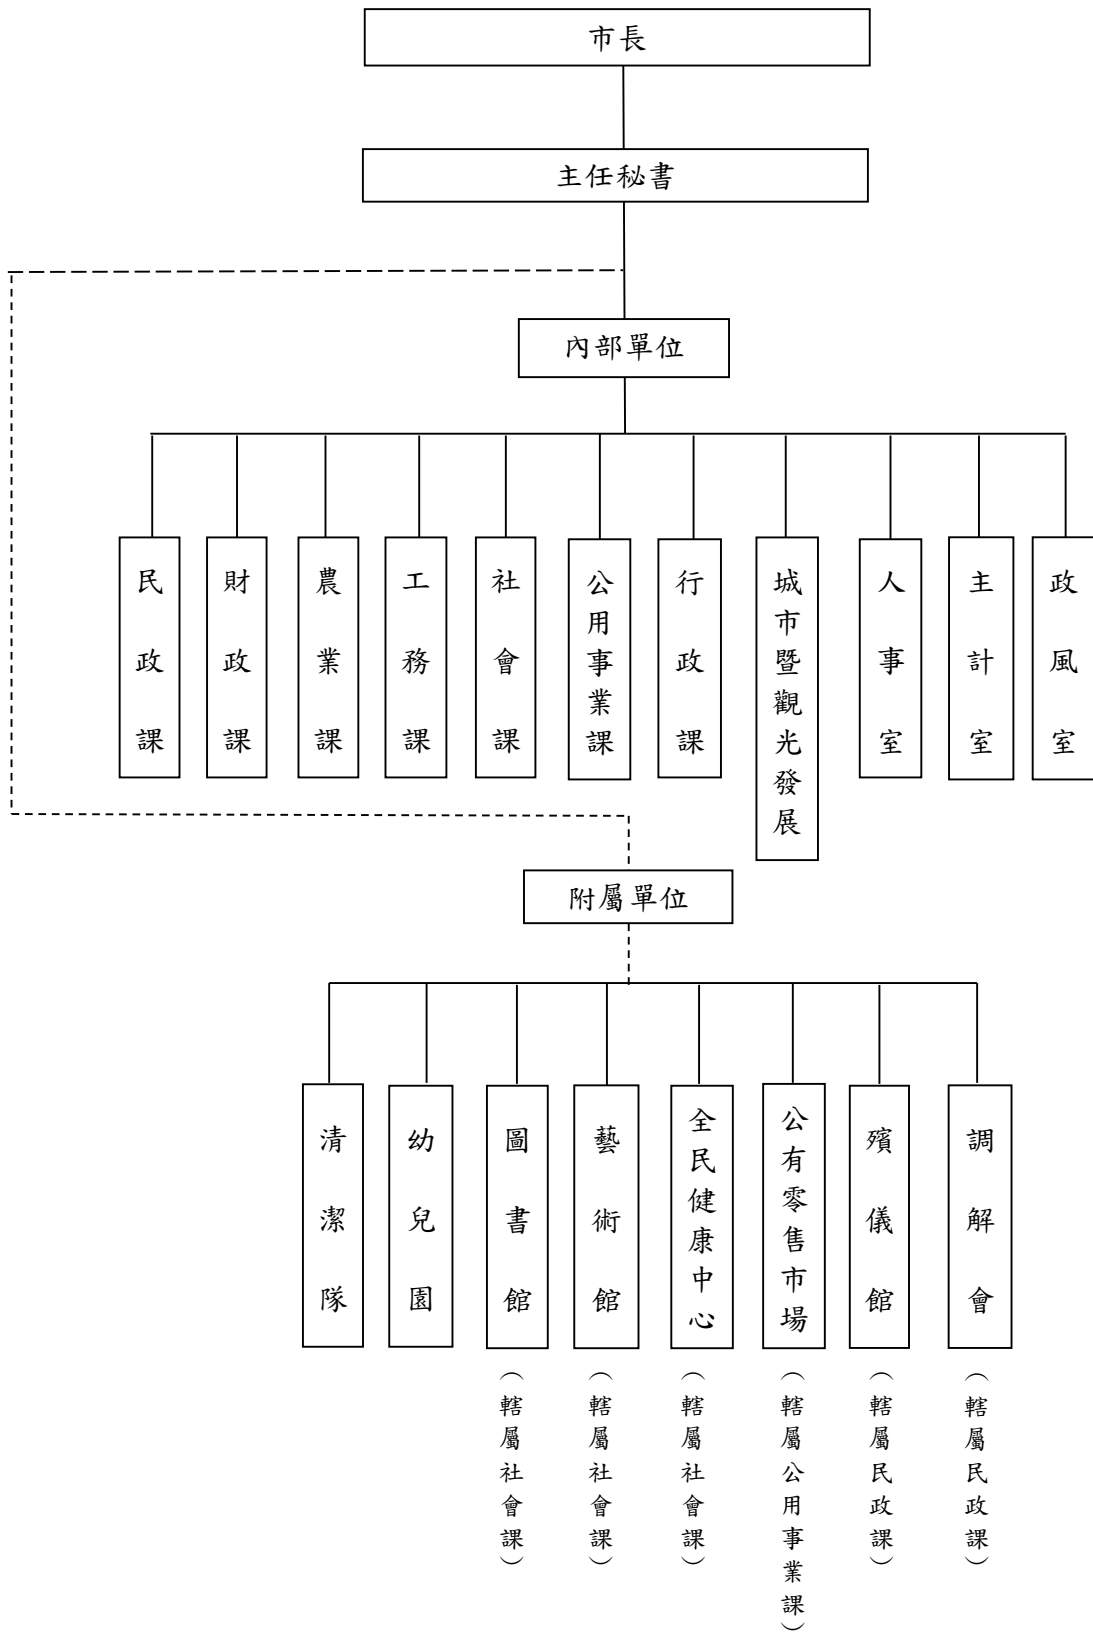 市長
主任秘書
內部單位
民政課
財政課
農業課
工務課
社會課
公用事業課
行政課
城市暨觀光發展
人事室
主計室
政風室
附屬單位
清潔隊
幼兒園
圖書館
藝術館
全民健康中心
公有零售市場
殯儀館
調解會
（轄屬社會課）
（轄屬社會課）
（轄屬社會課）
（轄屬公用事業課）
（轄屬民政課）
（轄屬民政課）